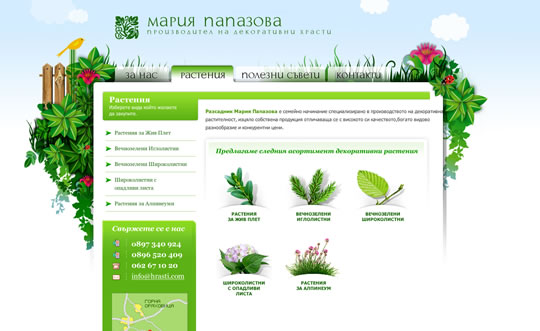 МАРИЯ ПАПАЗОВА
ПРОИЗВОДИТЕЛ НА ДЕКОРАТИВНИ ХРАСТИ
ЗА НАС РАСТЕНИЯ ПОЛЕЗНИ СЪВЕТИ КОНТАКТИ
Растения
Изберете вида който желаете
да закупите.
Растения за Жив Плет
Вечнозелени Иглолистни
Вечнозелени Широколистни
Широколистни с
опадливи листа
Растения за Алпинеуми
Свържете се с нас
0897 340 924
0896 520 409
062 67 10 20
info@hrasti.com
ГОРНА
ОРЯХОВИЦА
Разсадник Мария Папазова е семейно начинание специализирано в производството на декоративна
растителност, изцяло собствена продукция отличаваща се с високото си качество,богато видово
разнообразие и конкурентни цени.
Предлагаме следния асортимент декоративни растения
РАСТЕНИЯ
ЗА ЖИВ ПЛЕТ
ВЕЧНОЗЕЛЕНИ
ИГЛОЛИСТНИ
ВЕЧНОЗЕЛЕНИ
ШИРОКОЛИСТНИ
ШИРОКОЛИСТНИ
С ОПАДЛИВИ
ЛИСТА
РАСТЕНИЯ
ЗА АЛПИНЕУМ